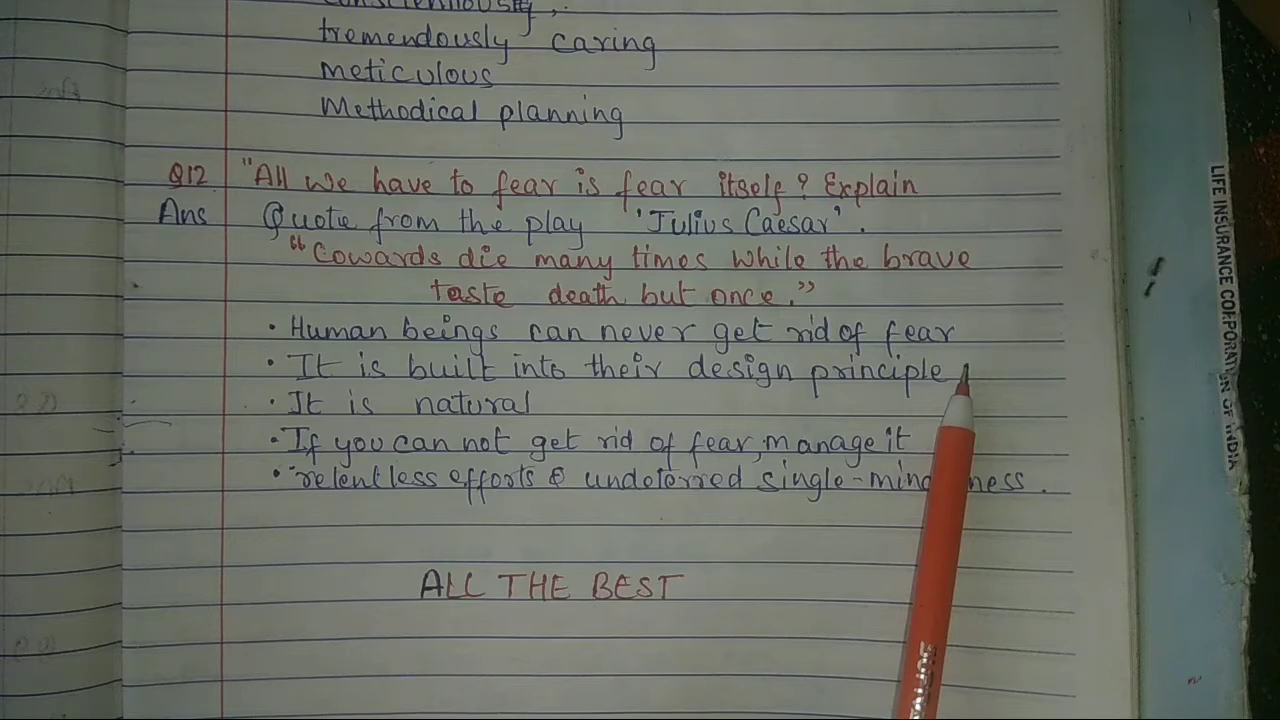 conscientiously,.
tremendously caring
meticulous
Methodical planning
Q12 "All we have to fear is fear itself? Explain
Ans Quote from the play 'Julius Caesar'.
"Cowards die many times while the brave
taste death but once."
· Human beings can never get rid of fear
· It is built into their design principle
· It is natural
· If you can not get rid of fear, manage it
· relentless efforts & undeterred single-mind ness.
ALL THE BEST
LIFE INSURANCE CORPORATION OF INDIA